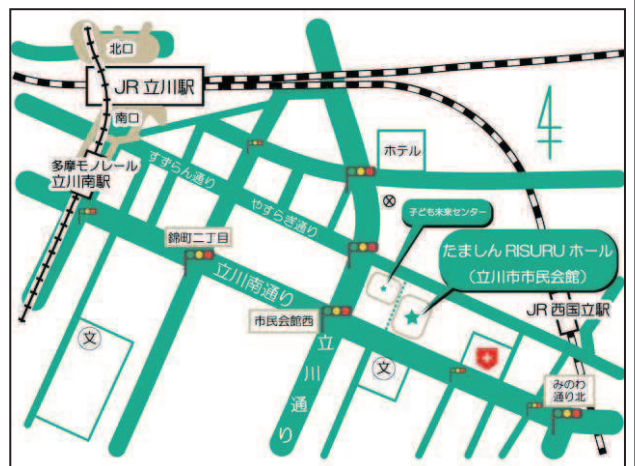 北口
JR 立川駅
南口
多摩モノレール
立川南駅
すずらん通り
やすらぎ通り
ホテル
子ども未来センター
たましん RISURU ホール
(立川市市民会館)
錦町二丁目
立川南通り
市民会館西
立川通り
JR 西国立駅
文
文
みのわ
通り北